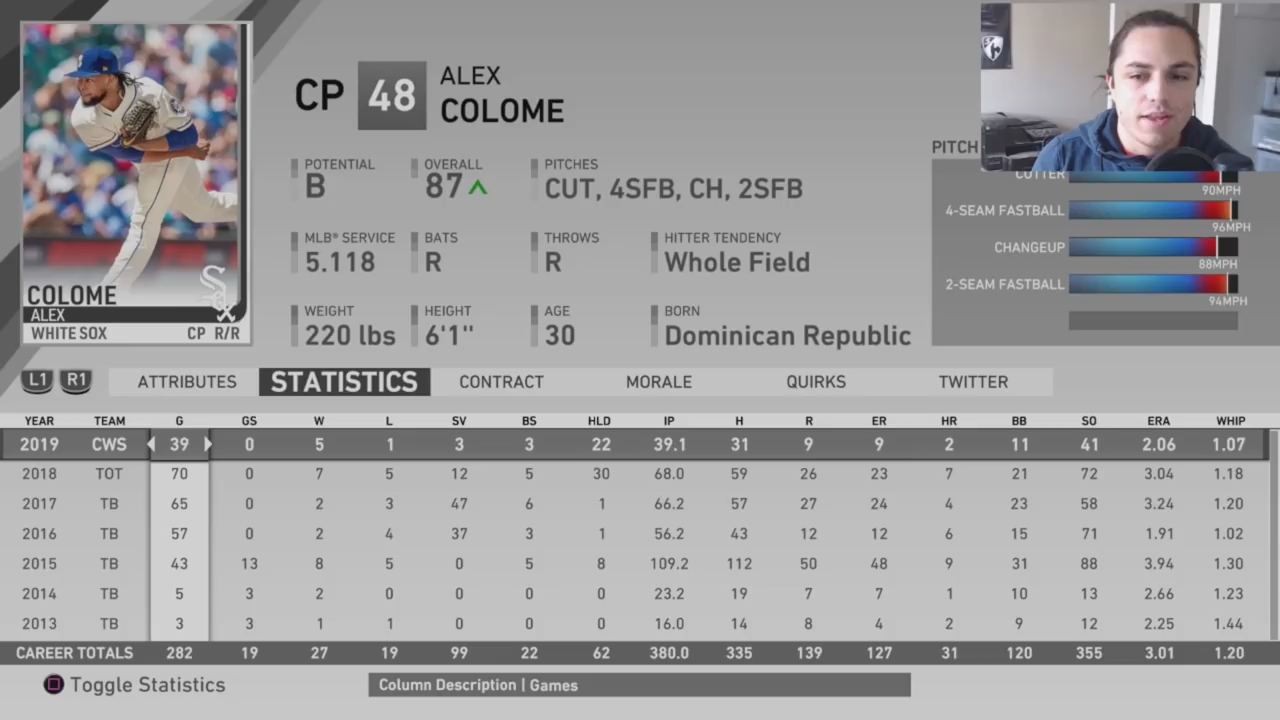 CP 48 ALEX
COLOME
POTENTIAL
B
OVERALL
87
PITCHES
CUT, 4SFB, CH, 2SFB
MLB® SERVICE
5.118
BATS
R
THROWS
R
HITTER TENDENCY
Whole Field
WEIGHT
220 lbs
HEIGHT
6'1"
AGE
30
BORN
Dominican Republic
COLOME
ALEX
WHITE SOX CP R/R
PITCH
CUTTER
90MPH
4-SEAM FASTBALL
96MPH
CHANGEUP
88MPH
2-SEAM FASTBALL
94MPH
L1 R1 ATTRIBUTES STATISTICS CONTRACT MORALE QUIRKS TWITTER
YEAR TEAM G GS W L SV BS HLD IP H R ER HR BB SO ERA WHIP
2019 CWS 39 0 5 1 3 3 22 39.1 31 9 9 2 11 41 2.06 1.07
2018 TOT 70 0 7 5 12 5 30 68.0 59 26 23 7 21 72 3.04 1.18
2017 TB 65 0 2 3 47 6 1 66.2 57 27 24 4 23 58 3.24 1.20
2016 TB 57 0 2 4 37 3 1 56.2 43 12 12 6 15 71 1.91 1.02
2015 TB 43 13 8 5 0 5 8 109.2 112 50 48 9 31 88 3.94 1.30
2014 TB 5 3 2 0 0 0 0 23.2 19 7 7 1 10 13 2.66 1.23
2013 TB 3 3 1 1 0 0 0 16.0 14 8 4 2 9 12 2.25 1.44
CAREER TOTALS 282 19 27 19 99 22 62 380.0 335 139 127 31 120 355 3.01 1.20
Toggle Statistics
Column Description | Games